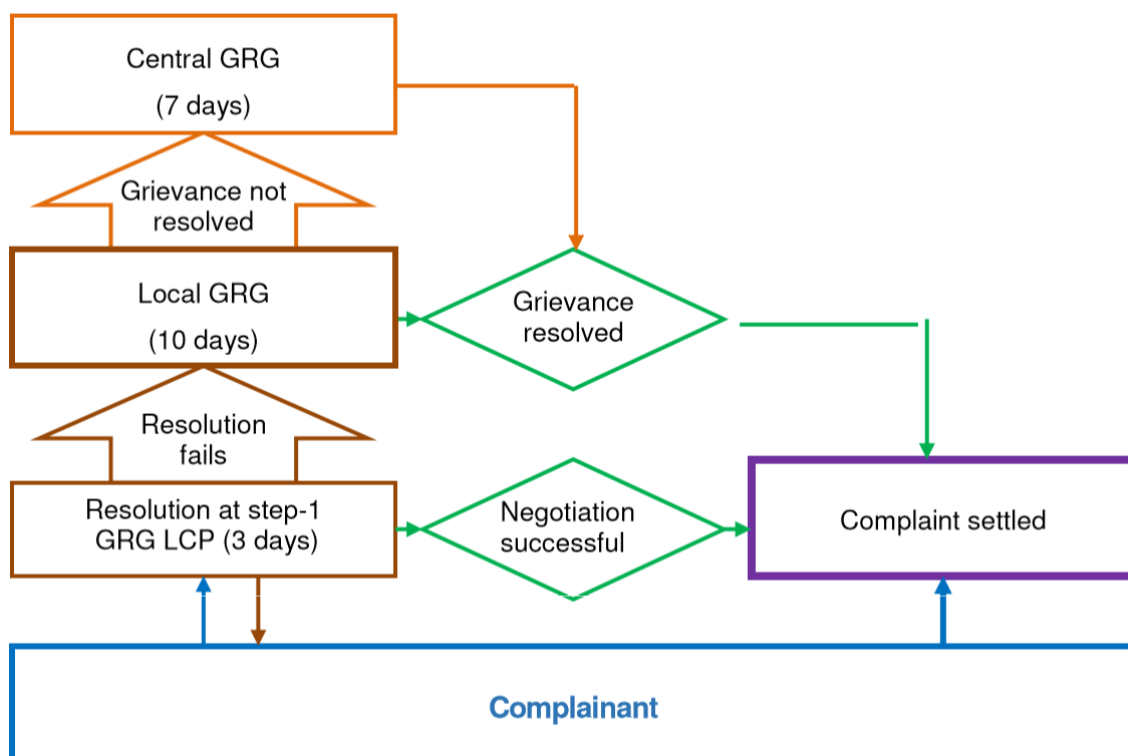 Central GRG
(7 days)
Grievance not
resolved
Local GRG
(10 days)
Grievance
resolved
Resolution
fails
Resolution at step-1
GRG LCP (3 days)
Negotiation
successful
Complaint settled
Complainant